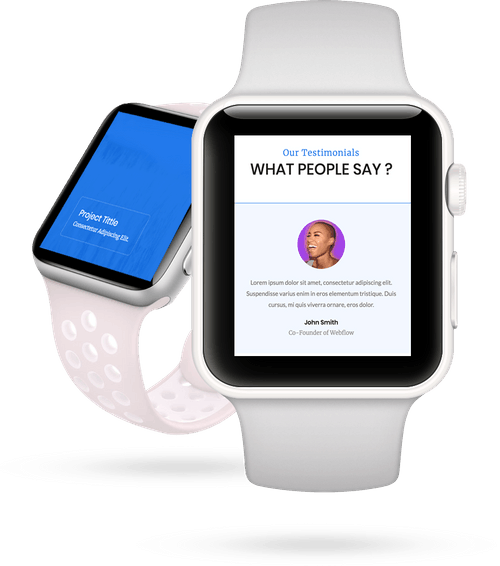 Our Testimonials
WHAT PEOPLE SAY ?
Lorem ipsum dolor sit amet, consectetur adipiscing elit.
Suspendisse varius enim in eros elementum tristique. Duis
cursus, mi quis viverra ornare, eros dolor.
John Smith
Co-Founder of Webflow
Project Tittle
Consectetur Adipiscing Elit.